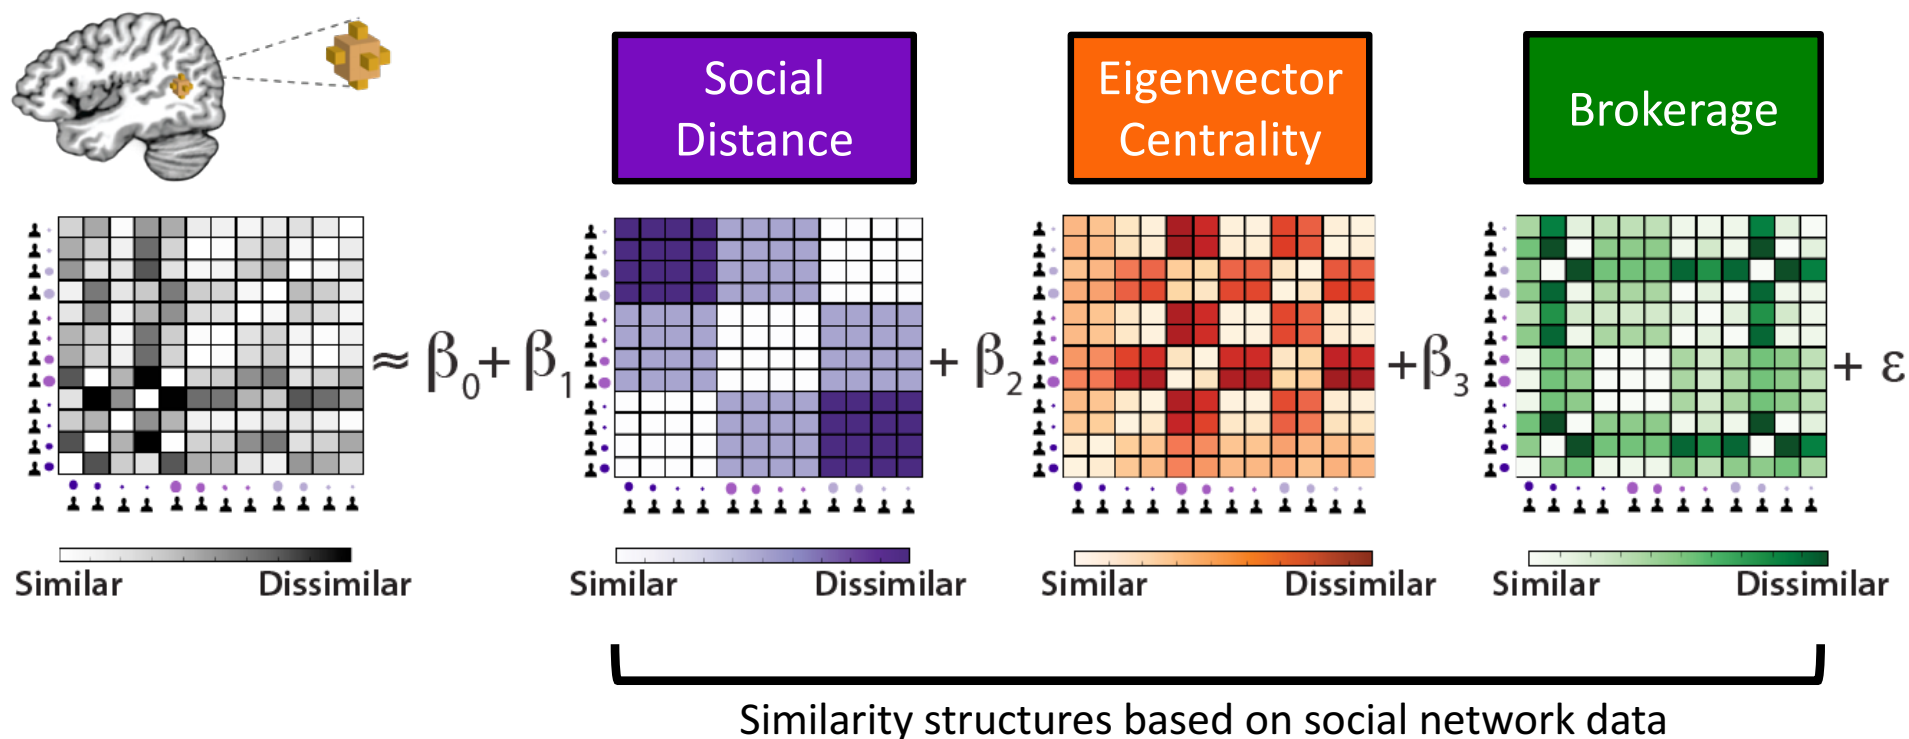 Social
Distance
Eigenvector
Centrality
Brokerage
≈ β0 + β1 + β2 + β3 + ε
Similar Dissimilar
Similar Dissimilar
Similar Dissimilar
Similar Dissimilar
Similarity structures based on social network data